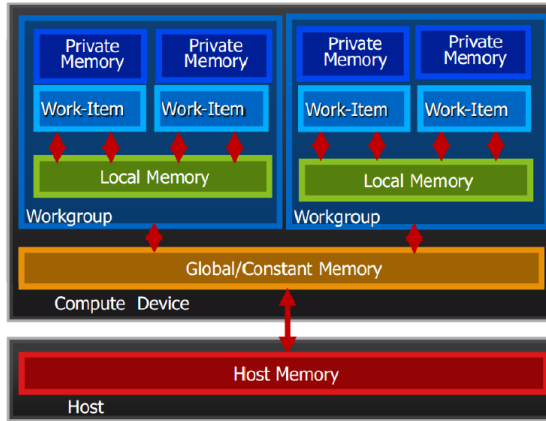 Private
Memory
Private
Memory
Private
Memory
Private
Memory
Work-Item
Work-Item
Work-Item
Work-Item
Local Memory
Local Memory
Workgroup
Workgroup
Global/Constant Memory
Compute Device
Host Memory
Host